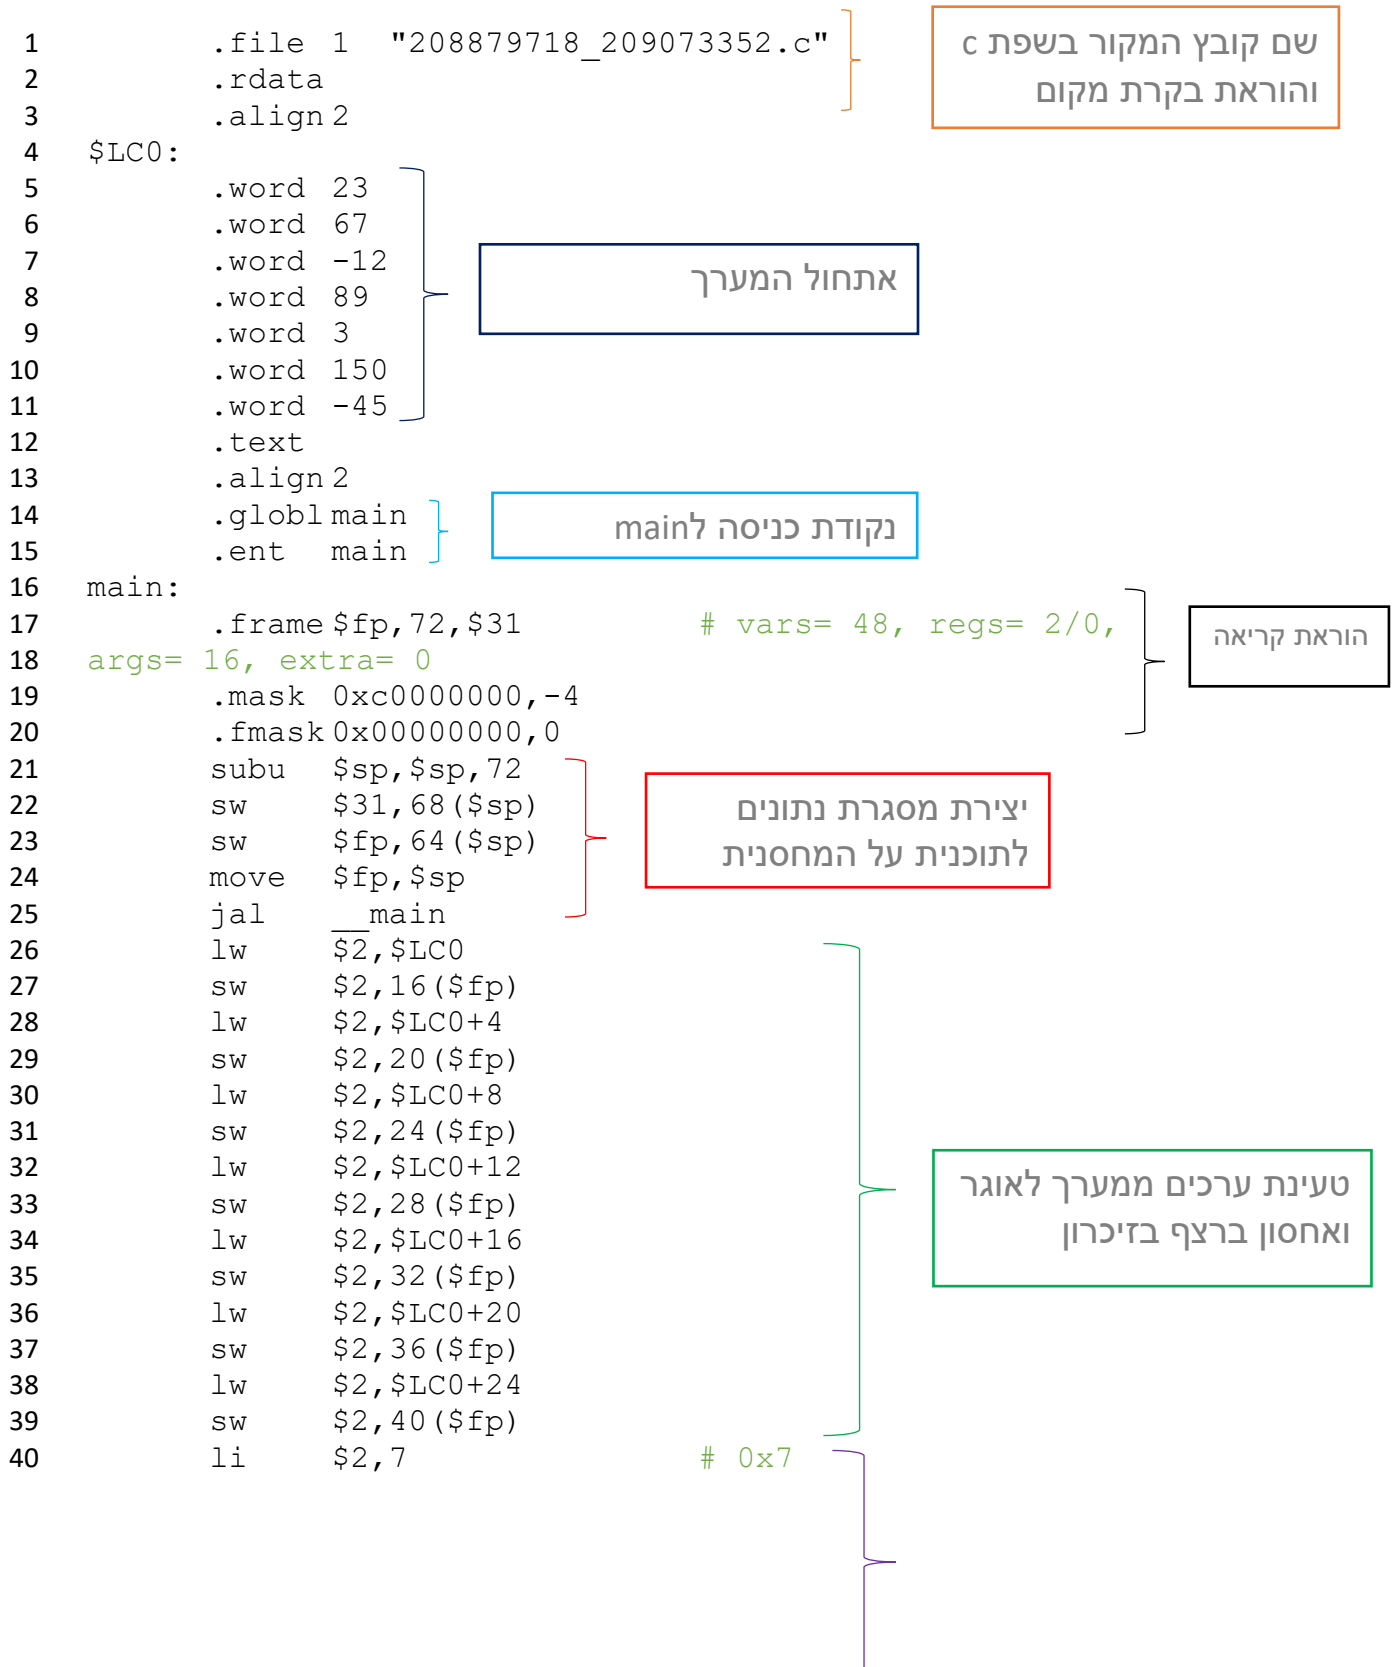 1 .file 1 "208879718_209073352.c"
שם קובץ המקור בשפת c
והוראת בקרת מקום
2 .rdata
3 .align 2
4 $LC0:
5 .word 23
6 .word 67
7 .word -12
אתחול המערך
8 .word 89
9 .word 3
10 .word 150
11 .word -45
12 .text
13 .align 2
14 .globl main
נקודת כניסה לmain
15 .ent main
16 main:
17 .frame $fp,72,$31 # vars= 48, regs= 2/0,
הוראת קריאה
18 args= 16, extra= 0
19 .mask 0xc0000000,-4
20 .fmask 0x00000000,0
21 subu $sp,$sp,72
22 sw $31,68($sp)
יצירת מסגרת נתונים
לתוכנית על המחסנית
23 sw $fp,64($sp)
24 move $fp,$sp
25 jal __main
26 lw $2,$LC0
27 sw $2,16($fp)
28 lw $2,$LC0+4
29 sw $2,20($fp)
30 lw $2,$LC0+8
31 sw $2,24($fp)
32 lw $2,$LC0+12
טעינת ערכים ממערך לאוגר
ואחסון ברצף בזיכרון
33 sw $2,28($fp)
34 lw $2,$LC0+16
35 sw $2,32($fp)
36 lw $2,$LC0+20
37 sw $2,36($fp)
38 lw $2,$LC0+24
39 sw $2,40($fp)
40 li $2,7 # 0x7